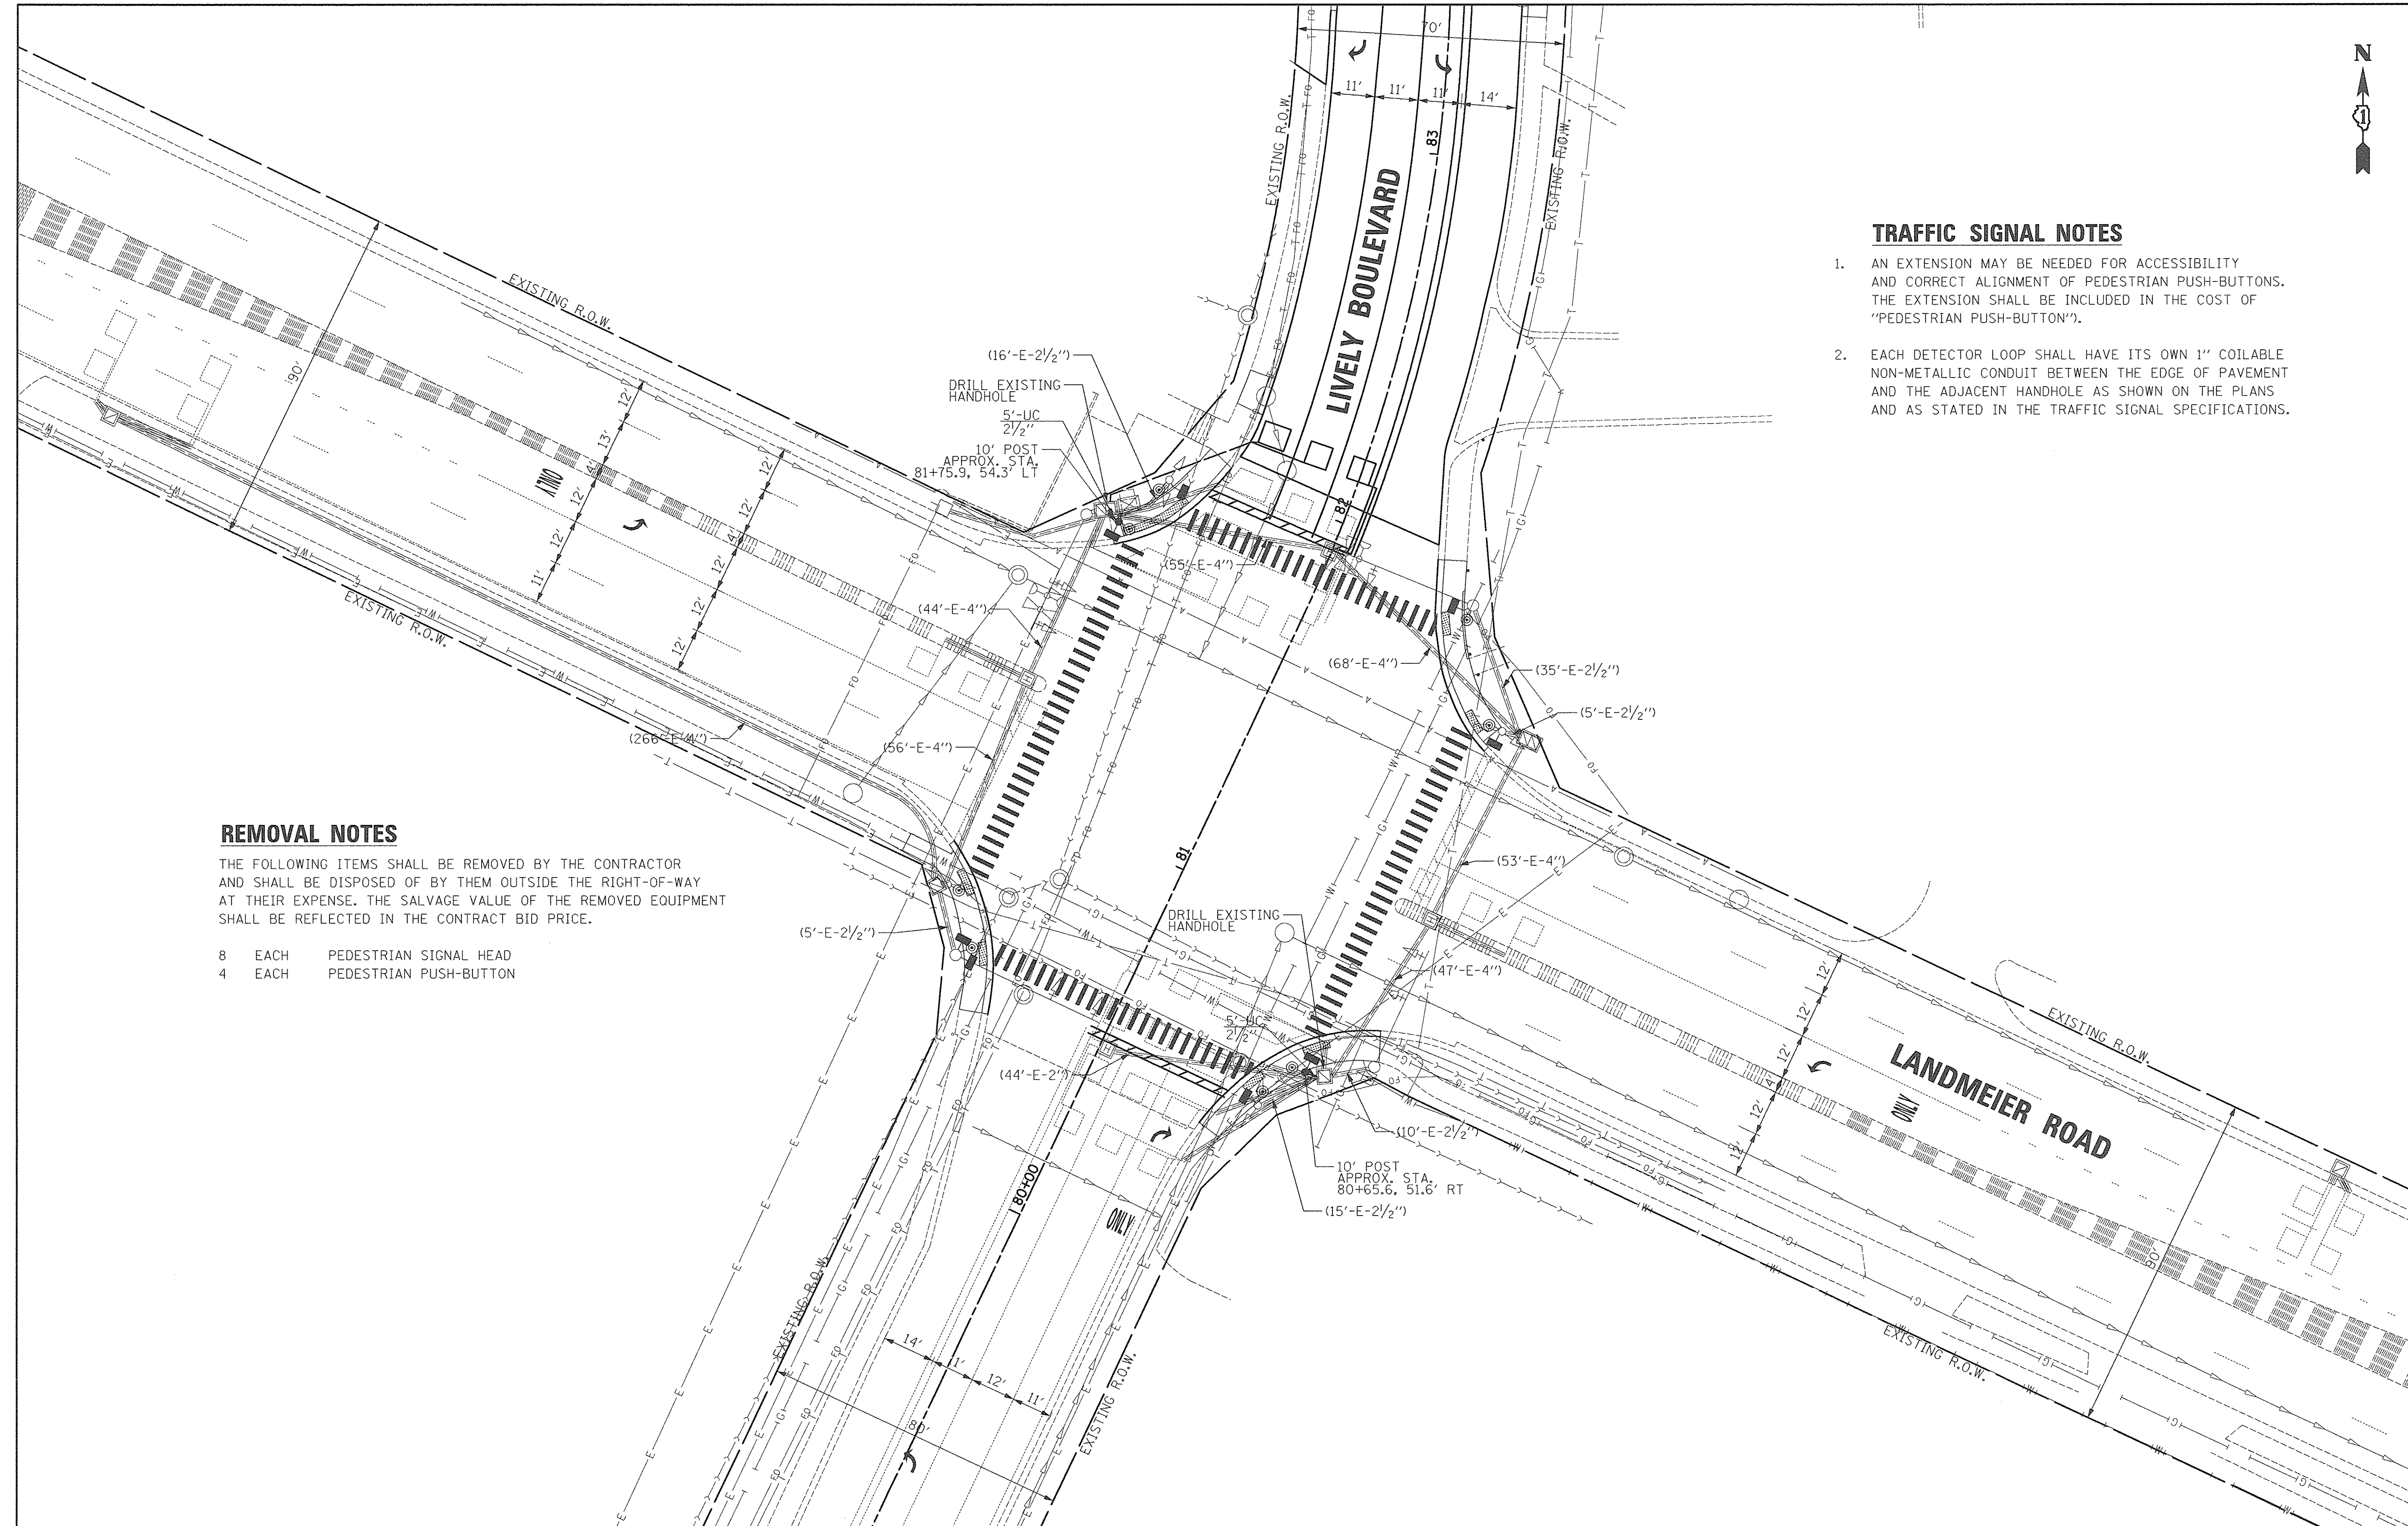 70'
N
1
11'
11'
11'
14'
EXISTING R.O.W.
83
EXISTING R.O.W.
LIVELY BOULEVARD
TRAFFIC SIGNAL NOTES
1. AN EXTENSION MAY BE NEEDED FOR ACCESSIBILITY
AND CORRECT ALIGNMENT OF PEDESTRIAN PUSH-BUTTONS.
THE EXTENSION SHALL BE INCLUDED IN THE COST OF
"PEDESTRIAN PUSH-BUTTON").
2. EACH DETECTOR LOOP SHALL HAVE ITS OWN 1" COILABLE
NON-METALLIC CONDUIT BETWEEN THE EDGE OF PAVEMENT
AND THE ADJACENT HANDHOLE AS SHOWN ON THE PLANS
AND AS STATED IN THE TRAFFIC SIGNAL SPECIFICATIONS.
EXISTING R.O.W.
90'
(16'-E-2½")
DRILL EXISTING
HANDHOLE
5'-UC
2½"
10' POST
APPROX. STA.
81+75.9, 54.3' LT
12'
13'
4'
12'
12'
11'
ONLY
12'
12'
4'
12'
12'
12'
82
(55'-E-4")
(44'-E-4")
EXISTING R.O.W.
(68'-E-4")
(35'-E-2½")
(5'-E-2½")
(266'-E-4")
(56'-E-4")
REMOVAL NOTES
THE FOLLOWING ITEMS SHALL BE REMOVED BY THE CONTRACTOR
AND SHALL BE DISPOSED OF BY THEM OUTSIDE THE RIGHT-OF-WAY
AT THEIR EXPENSE. THE SALVAGE VALUE OF THE REMOVED EQUIPMENT
SHALL BE REFLECTED IN THE CONTRACT BID PRICE.
8 EACH PEDESTRIAN SIGNAL HEAD
4 EACH PEDESTRIAN PUSH-BUTTON
81
(53'-E-4")
DRILL EXISTING
HANDHOLE
(5'-E-2½")
(47'-E-4")
5'-UC
2½"
(44'-E-2")
12'
12'
12'
4'
12'
12'
EXISTING R.O.W.
LANDMEIER ROAD
ONLY
(10'-E-2½")
10' POST
APPROX. STA.
80+65.6, 51.6' RT
(15'-E-2½")
80+00
ONLY
90'
EXISTING R.O.W.
EXISTING R.O.W.
14'
11'
12'
11'
80'
EXISTING R.O.W.